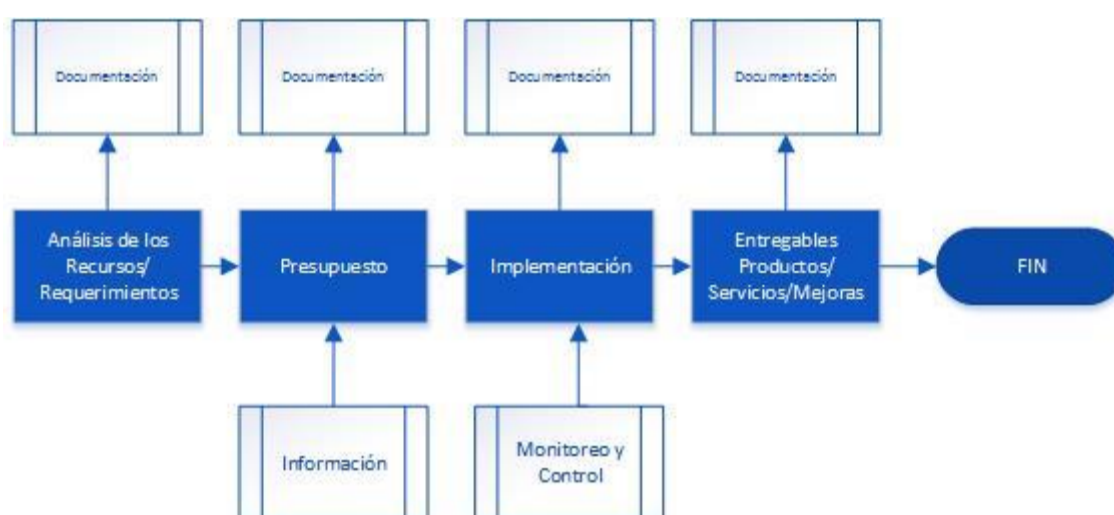 Documentación
Documentación
Documentación
Documentación
Análisis de los
Recursos/
Requerimientos
Presupuesto
Implementación
Entregables
Productos/
Servicios/Mejoras
FIN
Información
Monitoreo y
Control